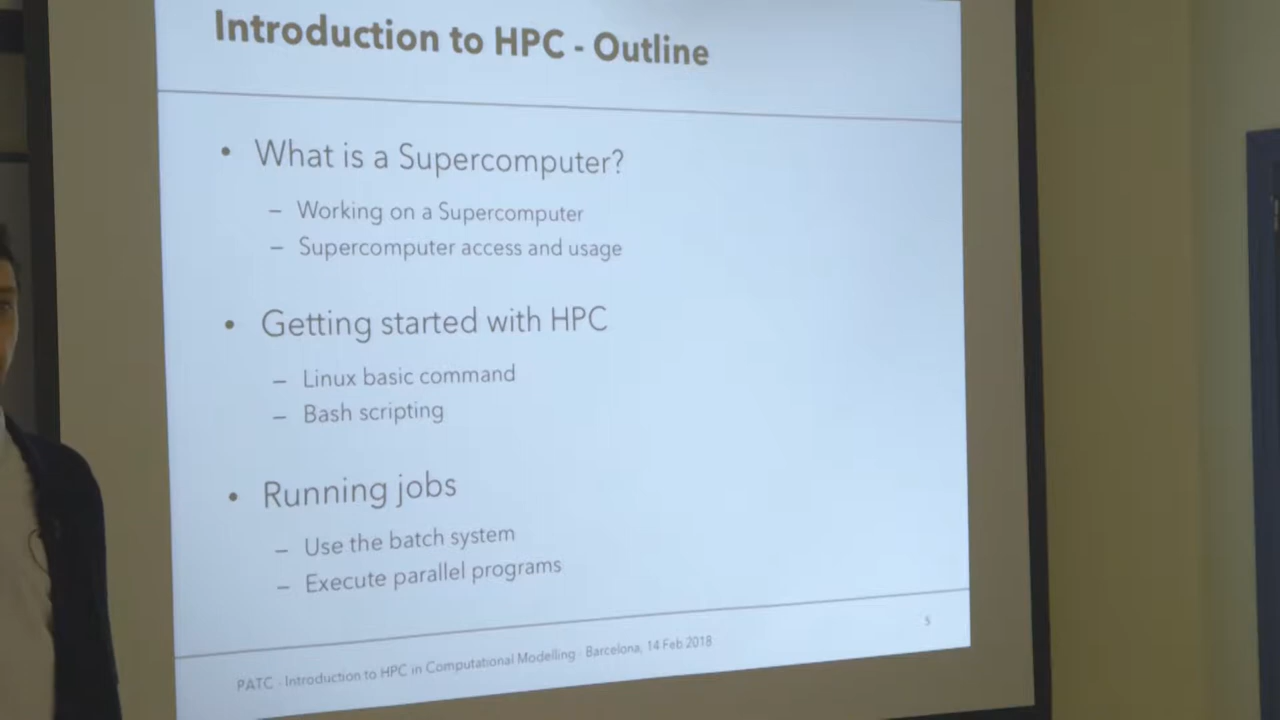 Introduction to HPC - Outline
• What is a Supercomputer?
– Working on a Supercomputer
– Supercomputer access and usage
• Getting started with HPC
– Linux basic command
– Bash scripting
• Running jobs
– Use the batch system
– Execute parallel programs
5
PATC - Introduction to HPC in Computational Modelling - Barcelona, 14 Feb 2018